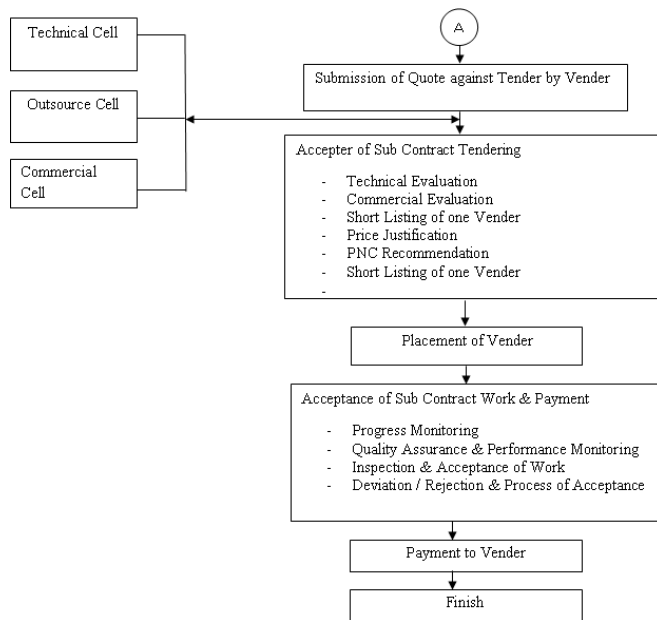 Technical Cell
Outsource Cell
Commercial
Cell
A
Submission of Quote against Tender by Vender
Accepter of Sub Contract Tendering
- Technical Evaluation
- Commercial Evaluation
- Short Listing of one Vender
- Price Justification
- PNC Recommendation
- Short Listing of one Vender
-
Placement of Vender
Acceptance of Sub Contract Work & Payment
- Progress Monitoring
- Quality Assurance & Performance Monitoring
- Inspection & Acceptance of Work
- Deviation / Rejection & Process of Acceptance
Payment to Vender
Finish